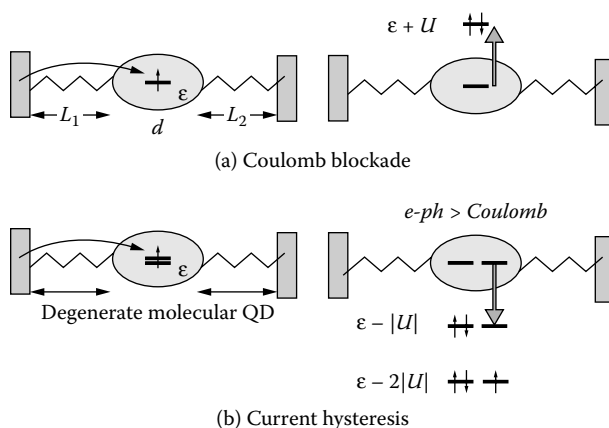 ε + U
ε
L1
d
L2
(a) Coulomb blockade
e-ph > Coulomb
ε
Degenerate molecular QD
ε – |U|
ε – 2|U|
(b) Current hysteresis